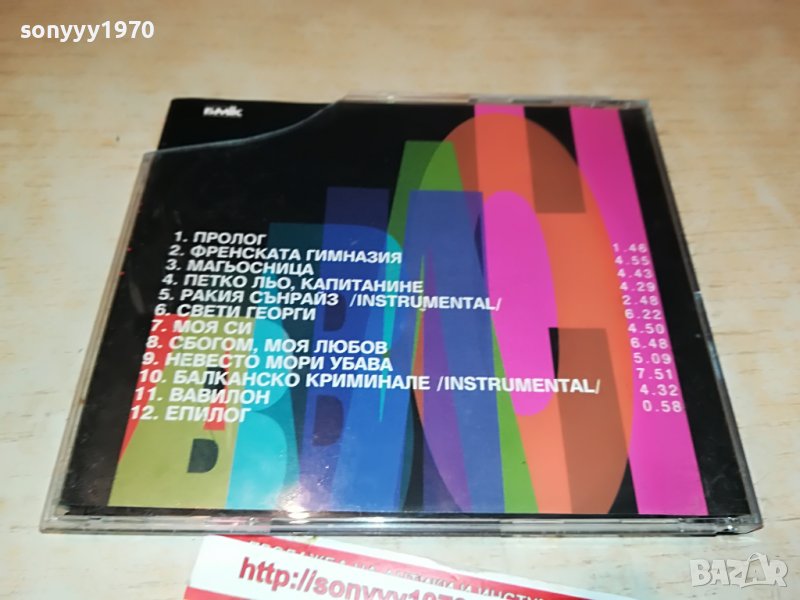 sonyyy1970
1. ПРОЛОГ 1.46
2. ФРЕНСКАТА ГИМНАЗИЯ 4.55
3. МАГЬОСНИЦА 4.43
4. ПЕТКО ЛЬО, КАПИТАНИНЕ 4.29
5. РАКИЯ СЪНРАЙЗ /INSTRUMENTAL/ 2.48
6. СВЕТИ ГЕОРГИ 6.22
7. МОЯ СИ 4.50
8. СБОГОМ, МОЯ ЛЮБОВ 6.48
9. НЕВЕСТО МОРИ УБАВА 5.09
10. БАЛКАНСКО КРИМИНАЛЕ /INSTRUMENTAL/ 7.51
11. ВАВИЛОН 4.32
12. ЕПИЛОГ 0.58
http://sonyyy1970
BAZAR